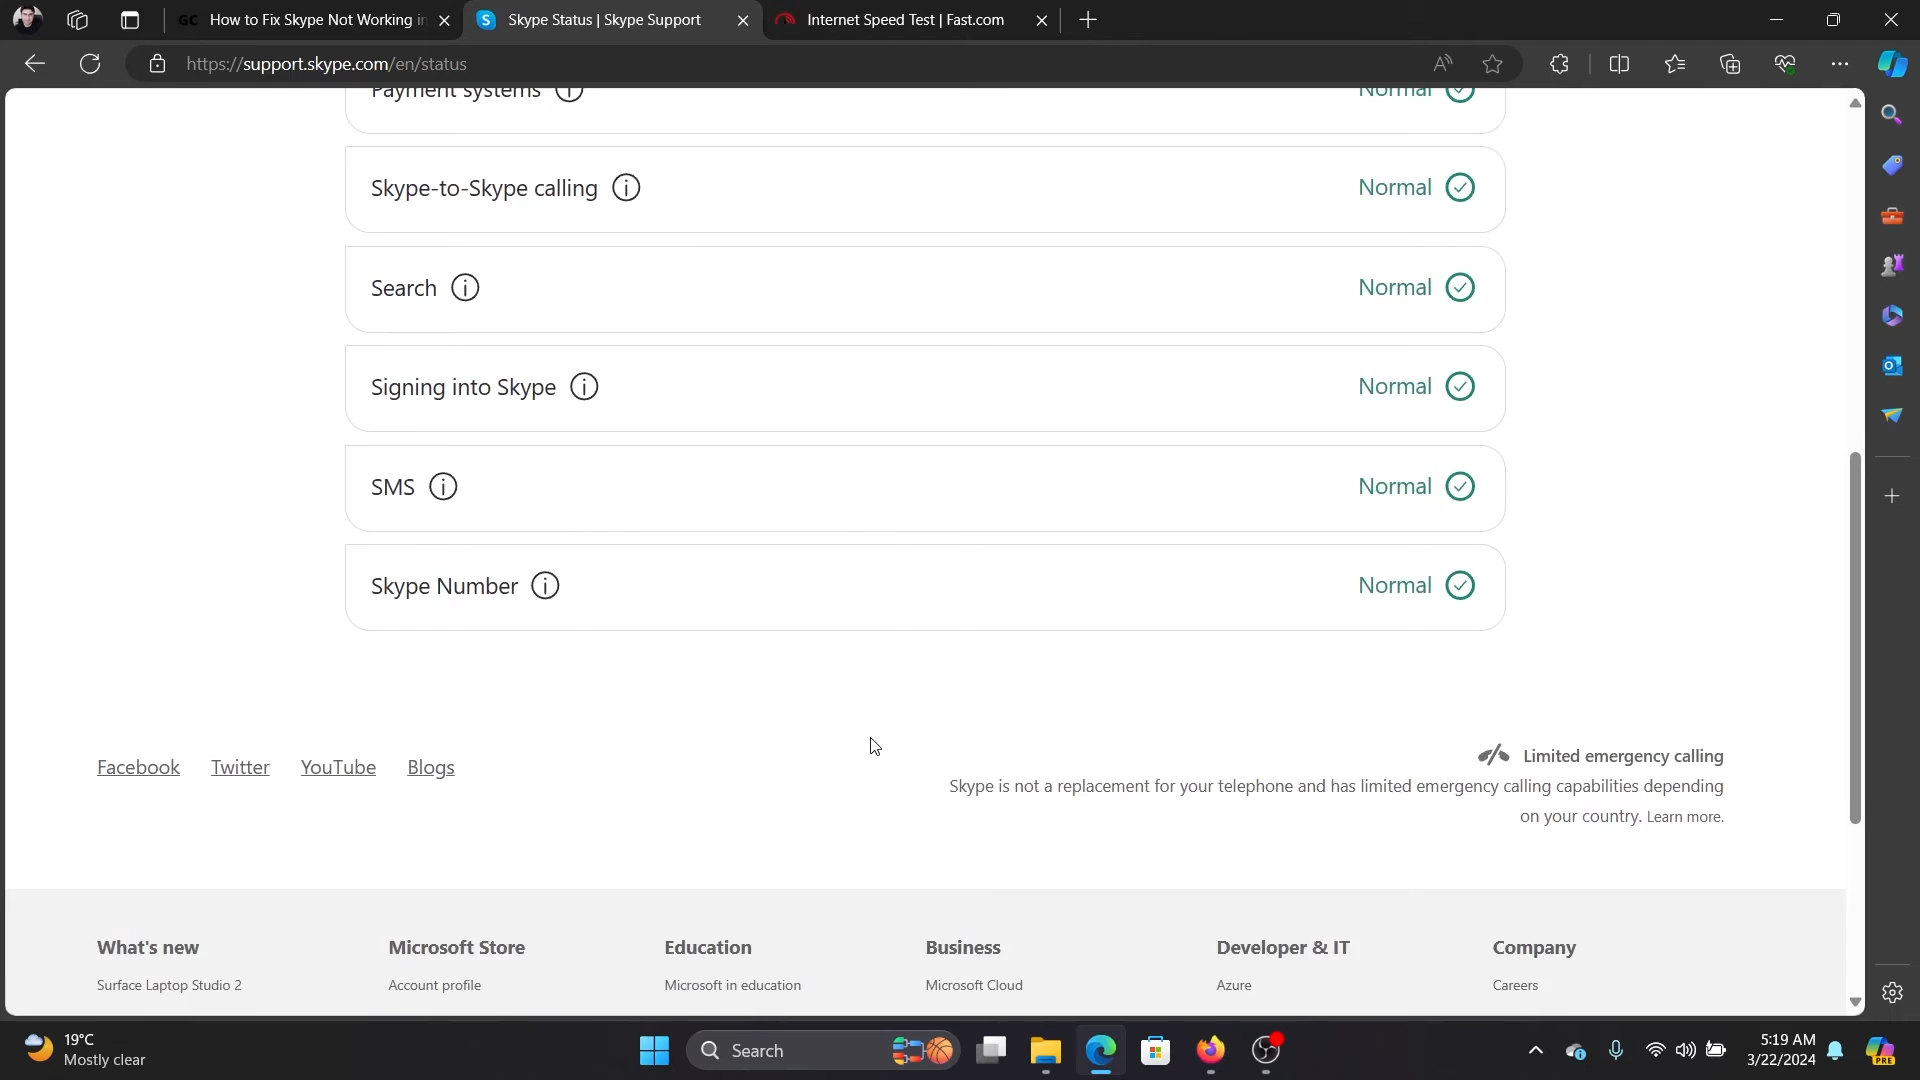 GC How to Fix Skype Not Working in
Skype Status | Skype Support
Internet Speed Test | Fast.com
https://support.skype.com/en/status
Payment systems Normal
Skype-to-Skype calling Normal
Search Normal
Signing into Skype Normal
SMS Normal
Skype Number Normal
Facebook Twitter YouTube Blogs
Limited emergency calling
Skype is not a replacement for your telephone and has limited emergency calling capabilities depending
on your country. Learn more.
What's new Microsoft Store Education Business Developer & IT Company
Surface Laptop Studio 2 Account profile Microsoft in education Microsoft Cloud Azure Careers
19°C
Mostly clear
Search
5:19 AM
3/22/2024
PRE